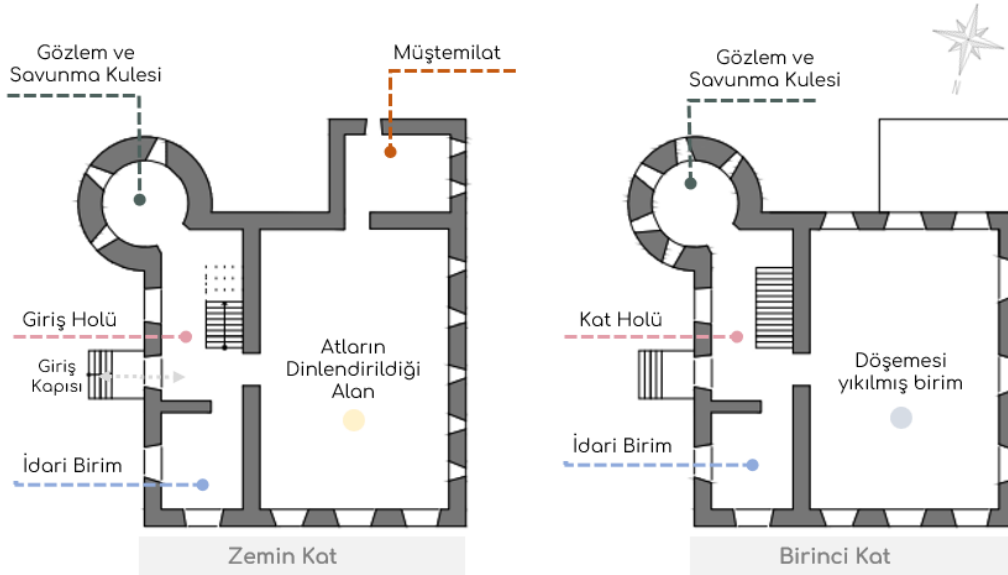 Gözlem ve
Savunma Kulesi
Müştemilat
Giriş Holü
Giriş
Kapısı
Atların
Dinlendirildiği
Alan
İdari Birim
Zemin Kat
Gözlem ve
Savunma Kulesi
N
Kat Holü
Döşemesi
yıkılmış birim
İdari Birim
Birinci Kat